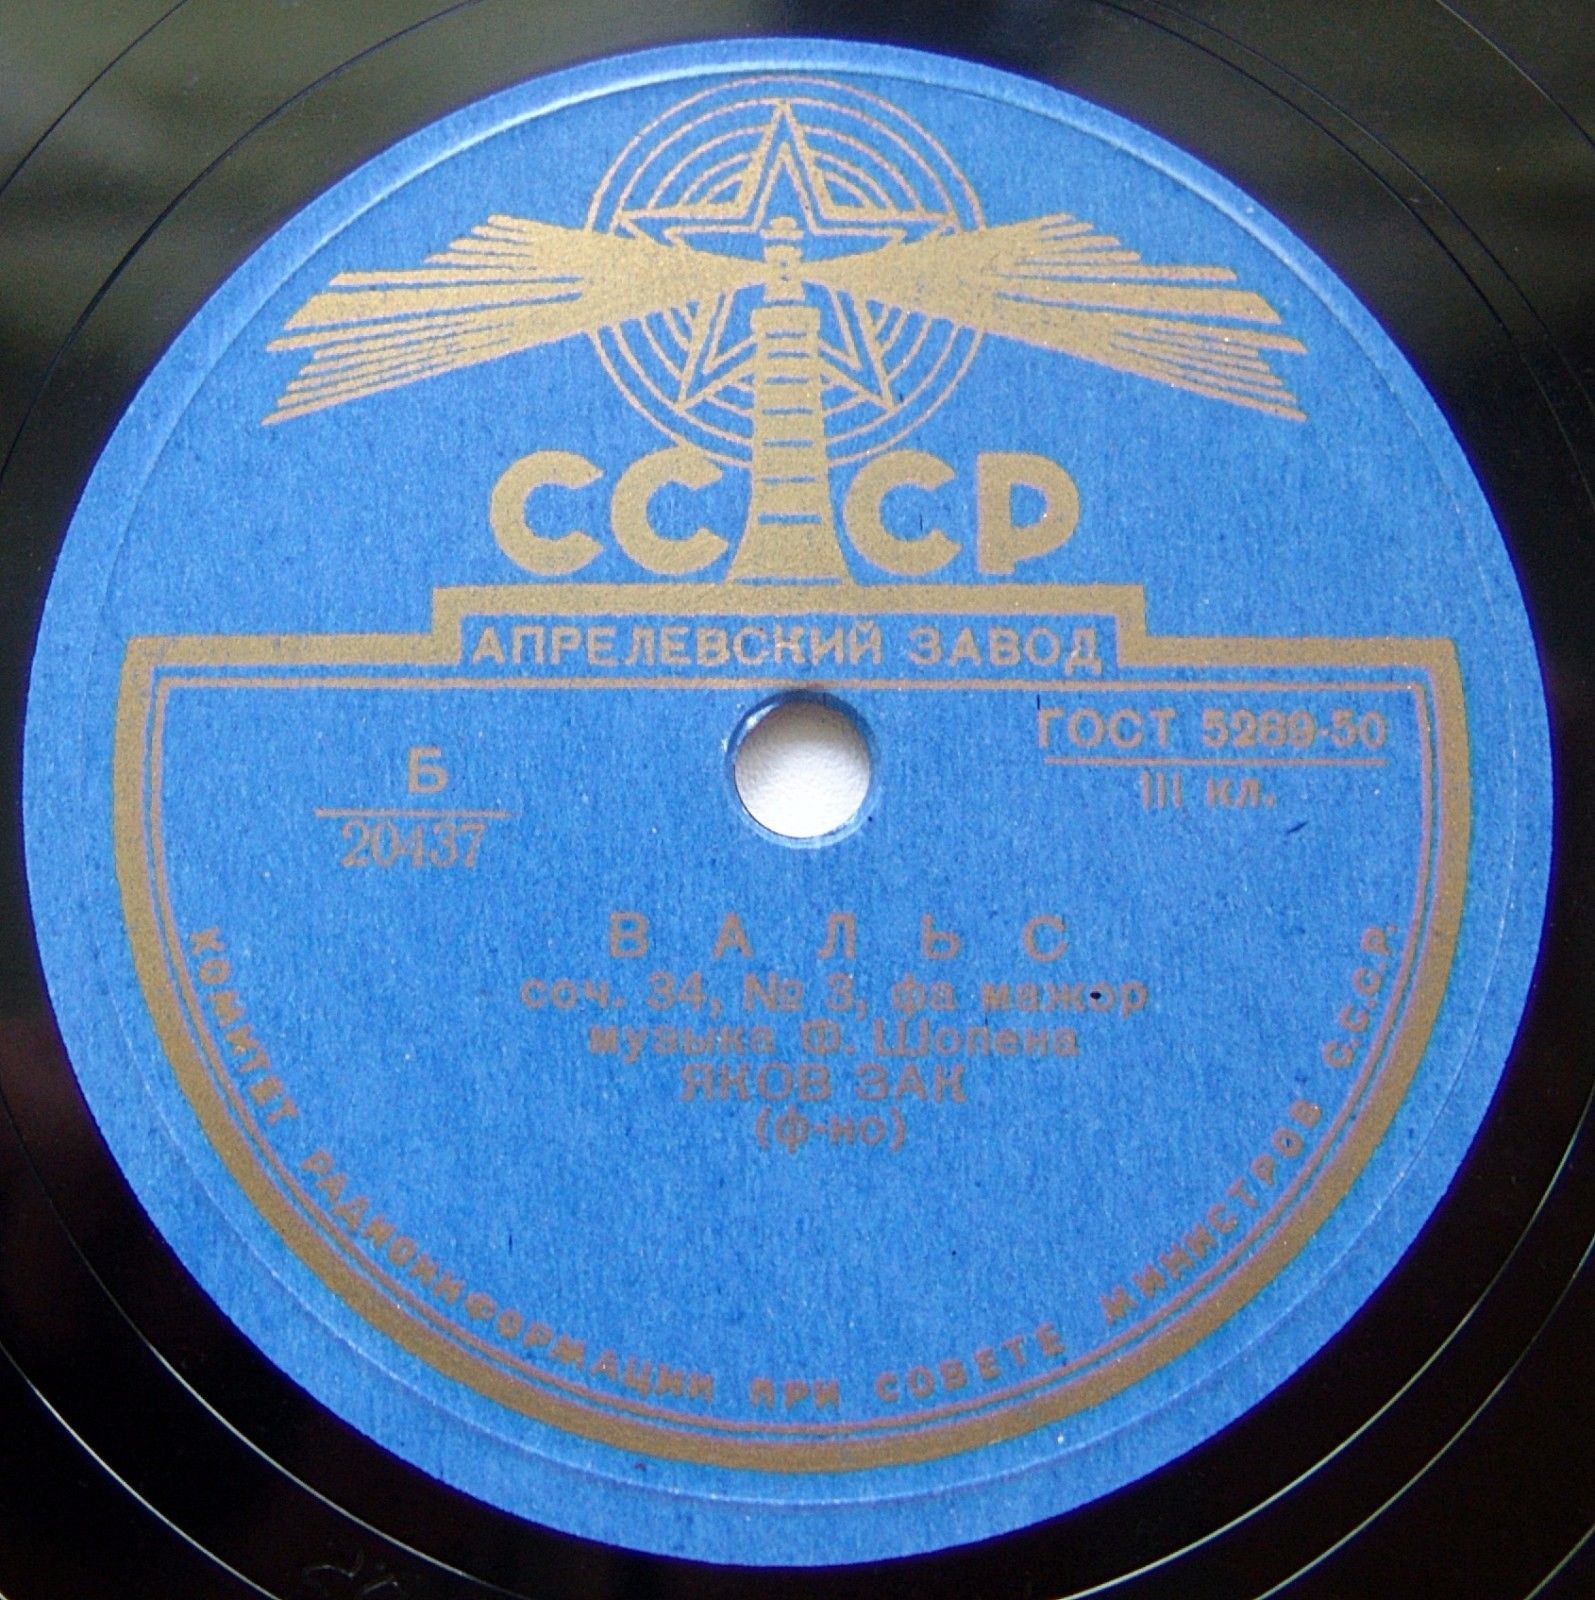 СССР
АПРЕЛЕВСКИЙ ЗАВОД
ГОСТ 5289-50
III кл.
Б
20437
ВАЛЬС
соч. 34, № 3, фа мажор
музыка Ф. Шопена
ЯКОВ ЗАК
(ф-но)
КОМИТЕТ РАДИОИНФОРМАЦИИ ПРИ СОВЕТЕ МИНИСТРОВ С.С.С.Р.